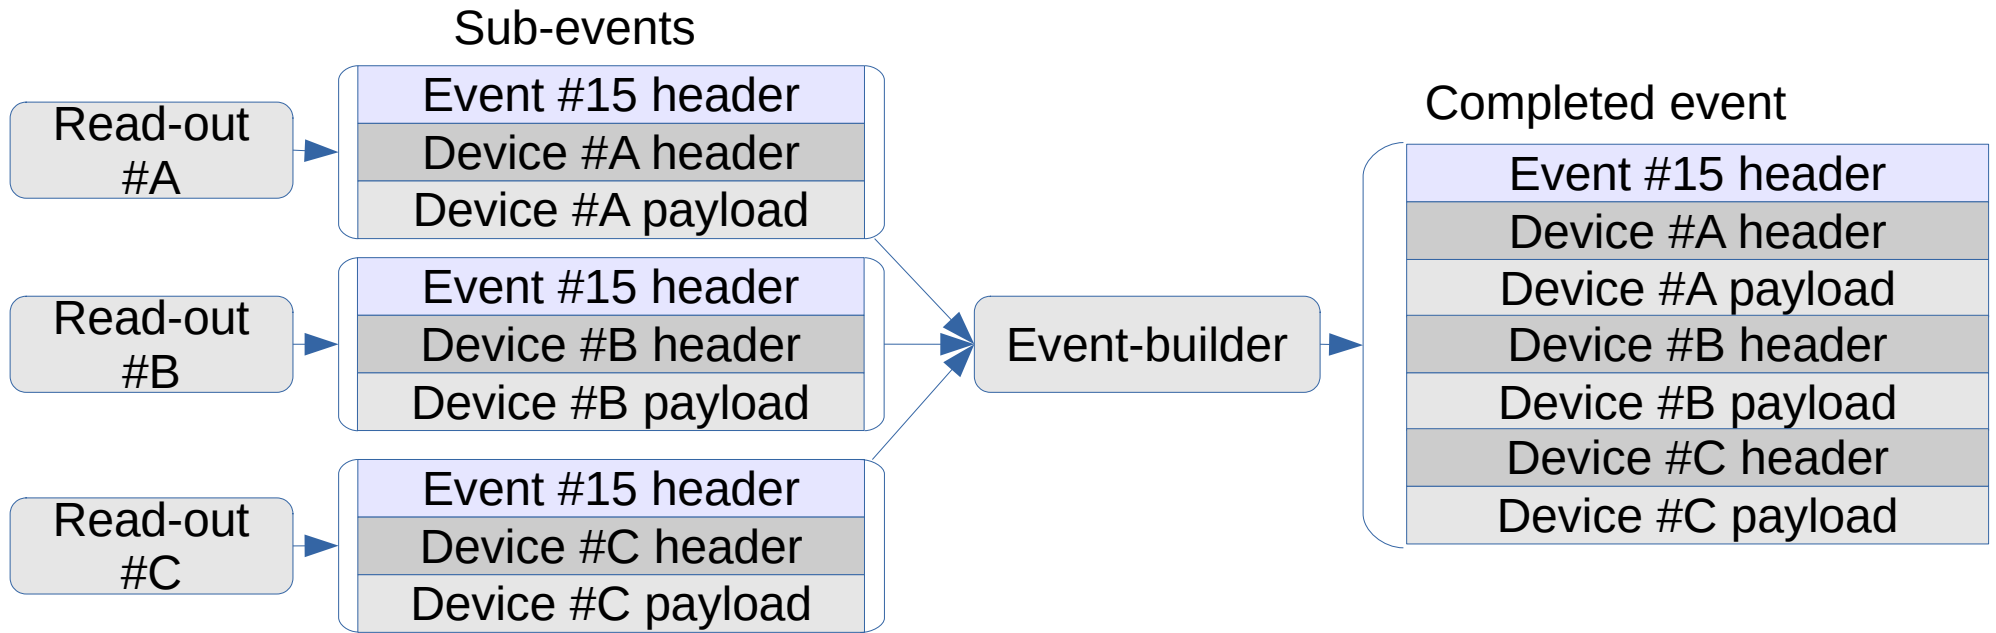 Sub-events
Read-out
#A
Event #15 header
Device #A header
Device #A payload
Read-out
#B
Event #15 header
Device #B header
Device #B payload
Read-out
#C
Event #15 header
Device #C header
Device #C payload
Event-builder
Completed event
Event #15 header
Device #A header
Device #A payload
Device #B header
Device #B payload
Device #C header
Device #C payload